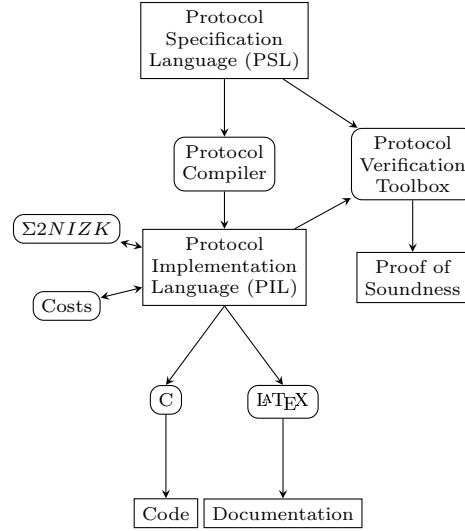 Protocol
Specification
Language (PSL)
Protocol
Compiler
Protocol
Verification
Toolbox
Σ2NIZK
Protocol
Implementation
Language (PIL)
Proof of
Soundness
Costs
C
LATEX
Code
Documentation